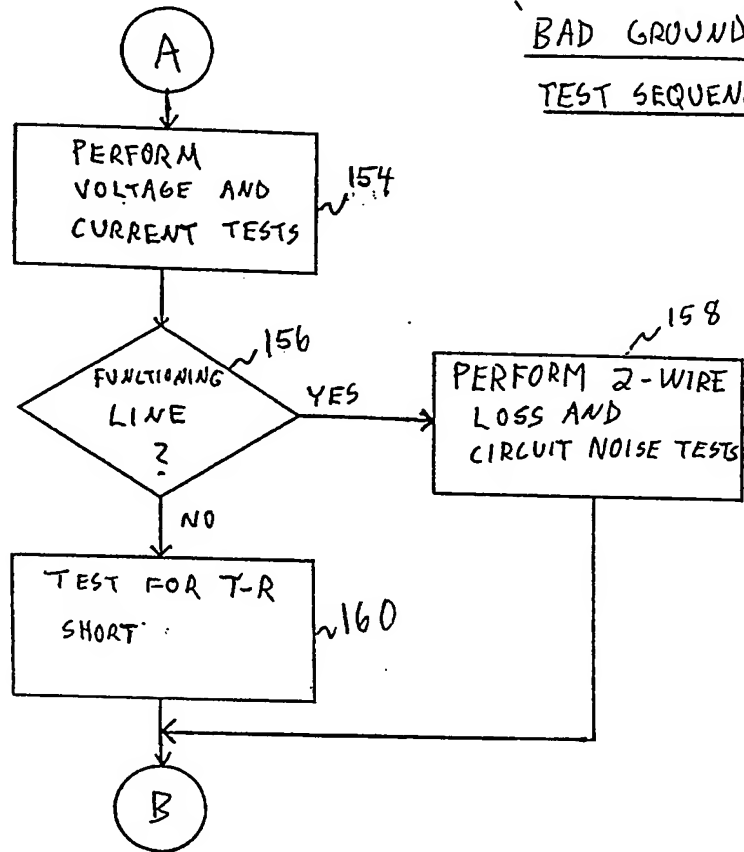 BAD GROUND
TEST SEQUEN
A
PERFORM
VOLTAGE AND
CURRENT TESTS
154
FUNCTIONING
LINE
?
156
YES
NO
PERFORM 2-WIRE
LOSS AND
CIRCUIT NOISE TESTS
158
TEST FOR T-R
SHORT
160
B